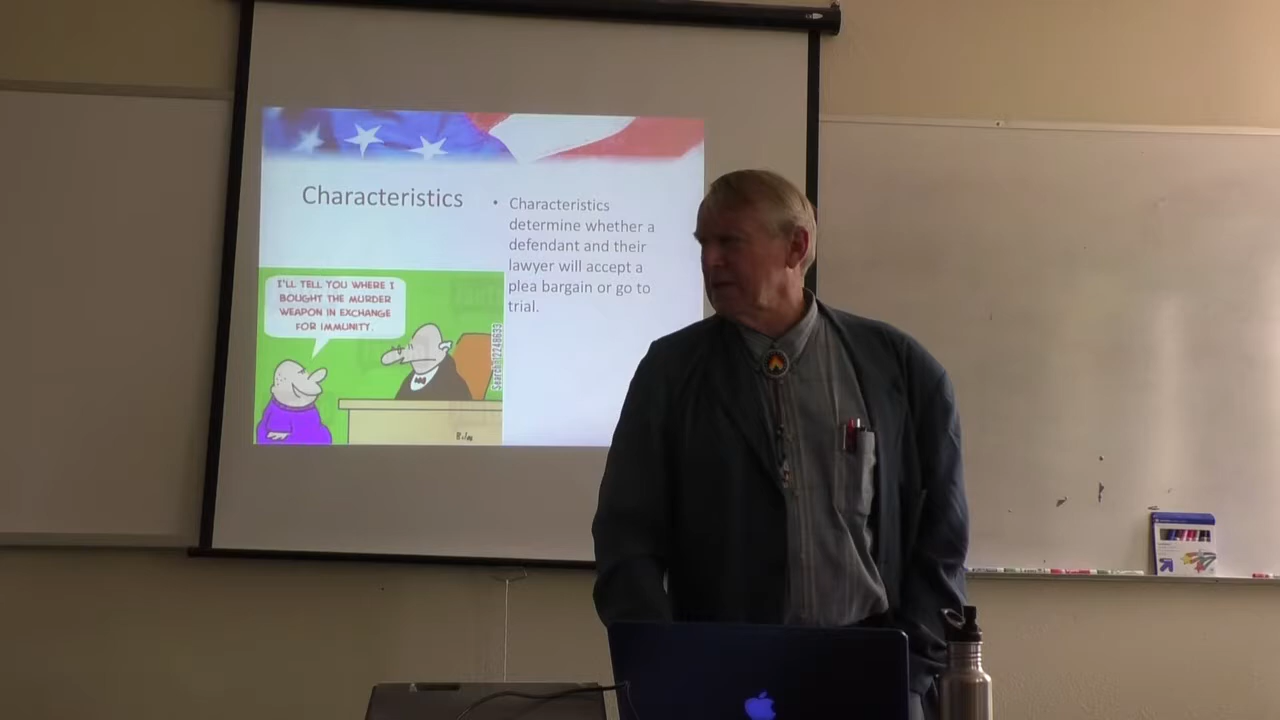 Characteristics
• Characteristics
determine whether a
defendant and their
lawyer will accept a
plea bargain or go to
trial.
I'LL TELL YOU WHERE I
BOUGHT THE MURDER
WEAPON IN EXCHANGE
FOR IMMUNITY.